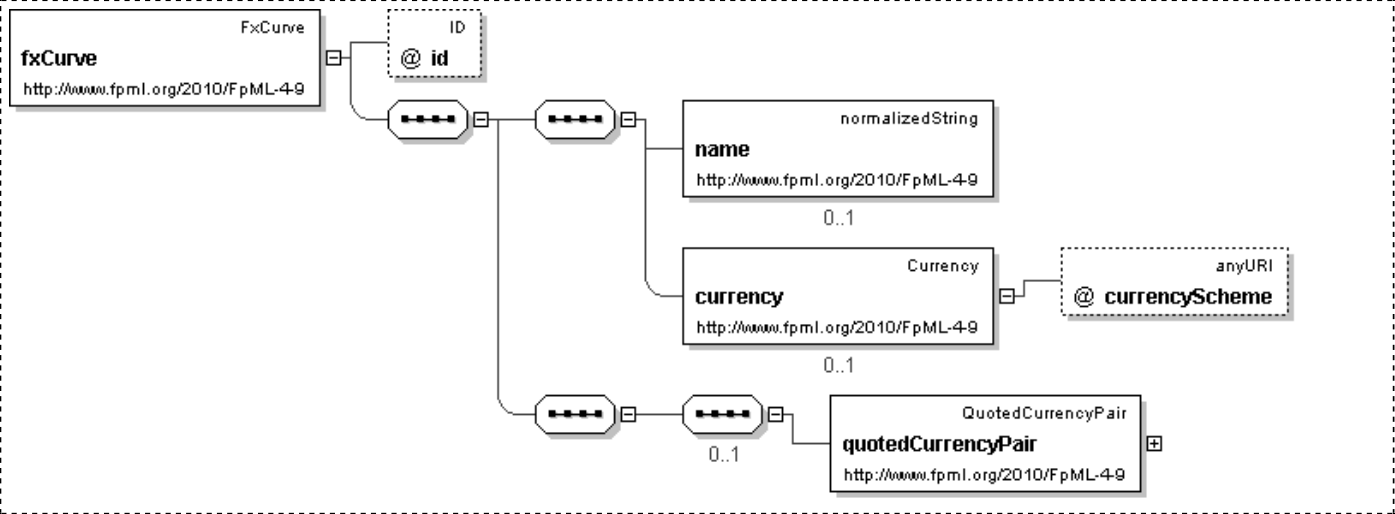 FxCurve
fxCurve
http://www.fpml.org/2010/FpML-4-9
ID
@ id
normalizedString
name
http://www.fpml.org/2010/FpML-4-9
0..1
Currency
currency
http://www.fpml.org/2010/FpML-4-9
0..1
anyURI
@ currencyScheme
0..1
QuotedCurrencyPair
quotedCurrencyPair
http://www.fpml.org/2010/FpML-4-9